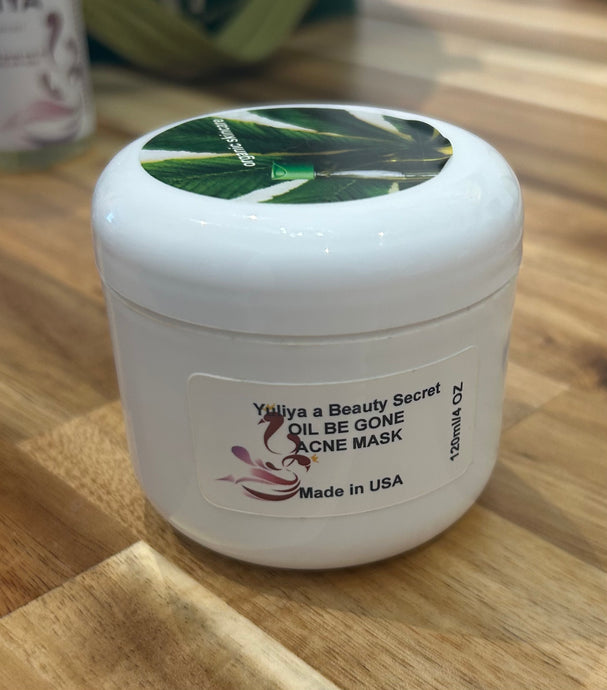 organic skincare
Yuliya a Beauty Secret
OIL BE GONE
ACNE MASK
Made in USA
120ml/4 OZ